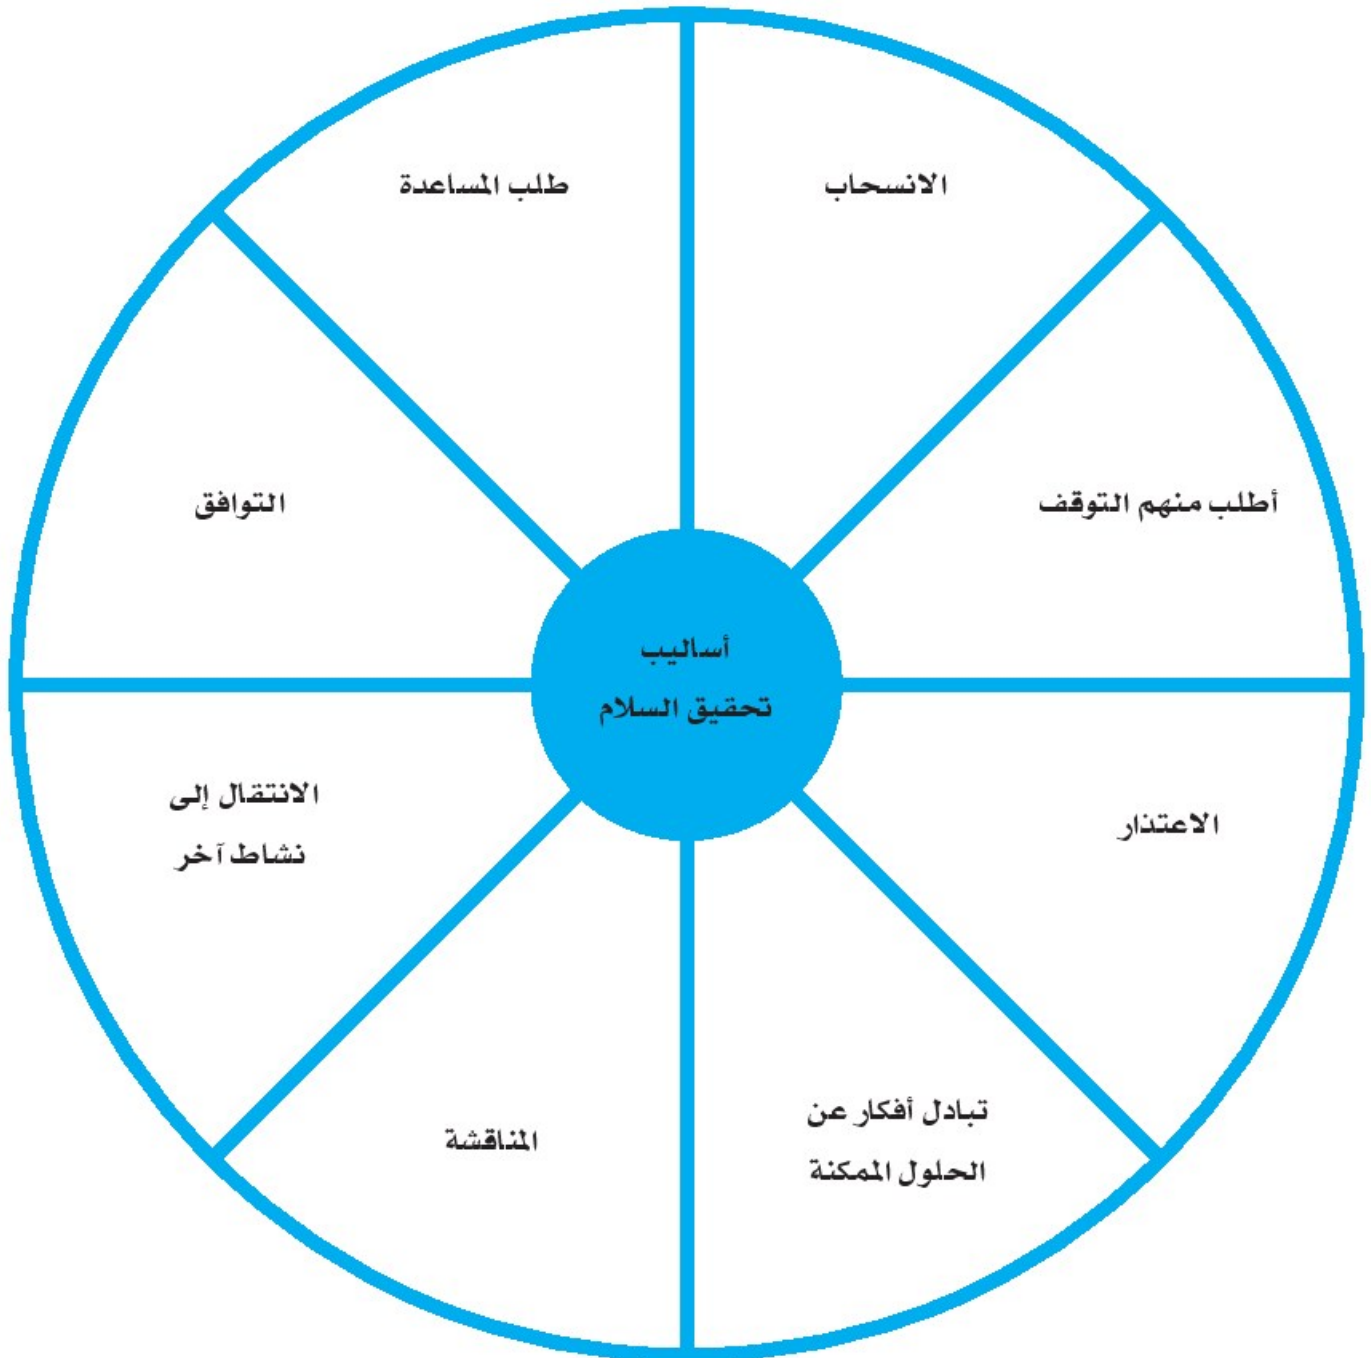 الانسحاب
طلب المساعدة
أطلب منهم التوقف
التوافق
أساليب
تحقيق السلام
الاعتذار
الانتقال إلى
نشاط آخر
تبادل أفكار عن
الحلول الممكنة
المناقشة